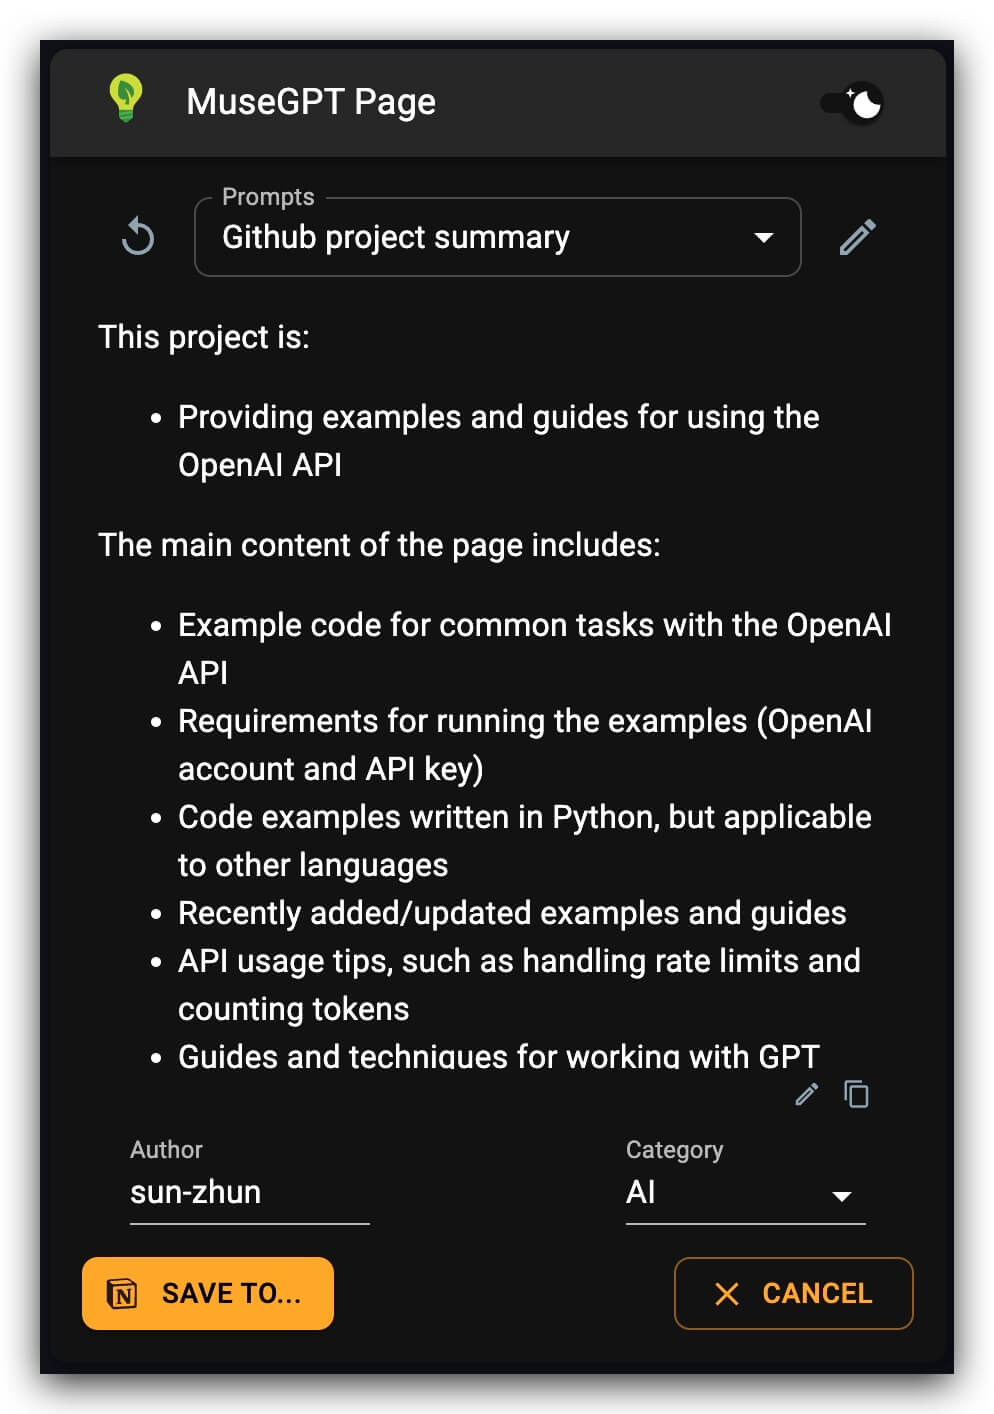 MuseGPT Page
Prompts
Github project summary
This project is:
• Providing examples and guides for using the
OpenAI API
The main content of the page includes:
• Example code for common tasks with the OpenAI
API
• Requirements for running the examples (OpenAI
account and API key)
• Code examples written in Python, but applicable
to other languages
• Recently added/updated examples and guides
• API usage tips, such as handling rate limits and
counting tokens
• Guides and techniques for working with GPT
Author
Category
sun-zhun
AI
N
SAVE TO...
CANCEL